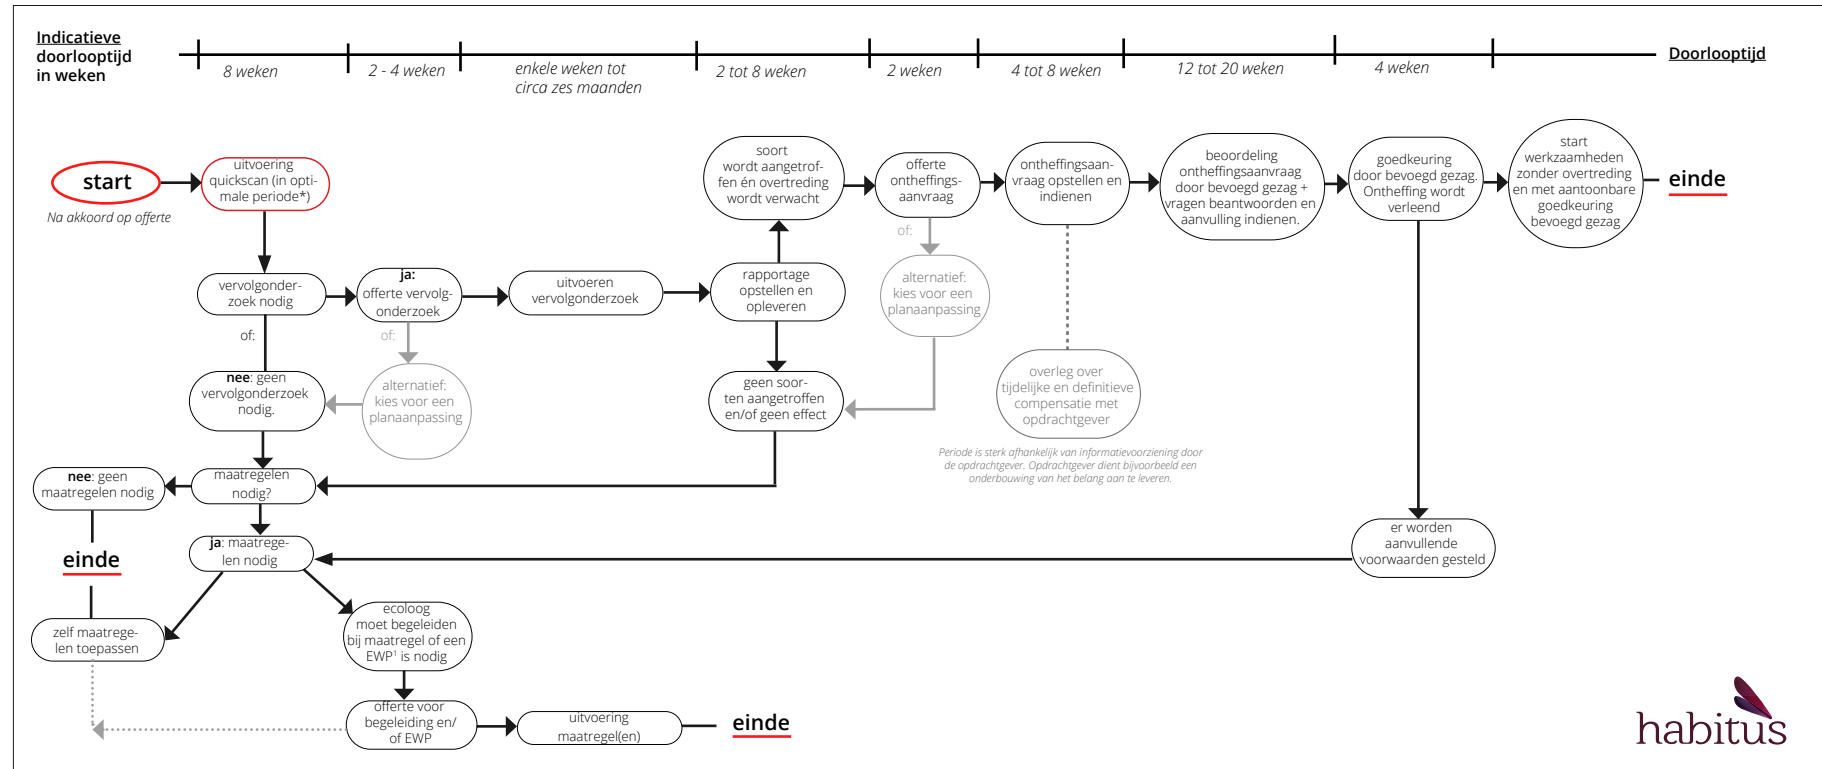 Indicatieve
doorlooptijd
in weken
8 weken
2 - 4 weken
enkele weken tot
circa zes maanden
2 tot 8 weken
2 weken
4 tot 8 weken
12 tot 20 weken
4 weken
Doorlooptijd
start
Na akkoord op offerte
uitvoering
quickscan (in opti-
male periode*)
soort
wordt aangetrof-
fen én overtreding
wordt verwacht
offerte
ontheffings-
aanvraag
ontheffingsaan-
vraag opstellen en
indienen
beoordeling
ontheffingsaanvraag
door bevoegd gezag +
vragen beantwoorden en
aanvulling indienen.
goedkeuring
door bevoegd gezag.
Ontheffing wordt
verleend
start
werkzaamheden
zonder overtreding
en met aantoonbare
goedkeuring
bevoegd gezag
einde
of:
vervolgonder-
zoek nodig
ja:
offerte vervolg-
onderzoek
uitvoeren
vervolgonderzoek
rapportage
opstellen en
opleveren
alternatief:
kies voor een
planaanpassing
of:
of:
nee: geen
vervolgonderzoek
nodig.
alternatief:
kies voor een
planaanpassing
geen soor-
ten aangetroffen
en/of geen effect
overleg over
tijdelijke en definitieve
compensatie met
opdrachtgever
Periode is sterk afhankelijk van informatievoorziening door
de opdrachtgever. Opdrachtgever dient bijvoorbeeld een
onderbouwing van het belang aan te leveren.
nee: geen
maatregelen nodig
maatregelen
nodig?
einde
ja: maatrege-
len nodig
er worden
aanvullende
voorwaarden gesteld
zelf maatrege-
len toepassen
ecoloog
moet begeleiden
bij maatregel of een
EWP¹ is nodig
offerte voor
begeleiding en/
of EWP
uitvoering
maatregel(en)
einde
habitus